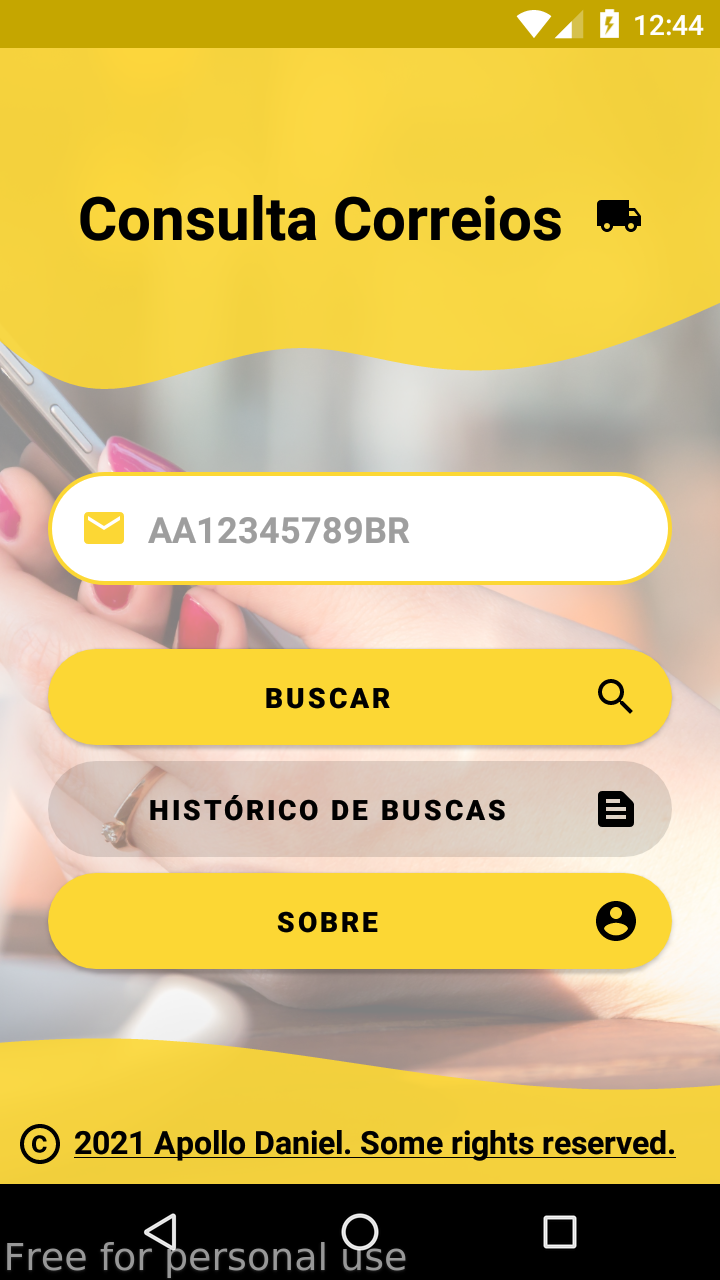 12:44
Consulta Correios
AA12345789BR
BUSCAR
HISTÓRICO DE BUSCAS
SOBRE
© 2021 Apollo Daniel. Some rights reserved.
Free for personal use